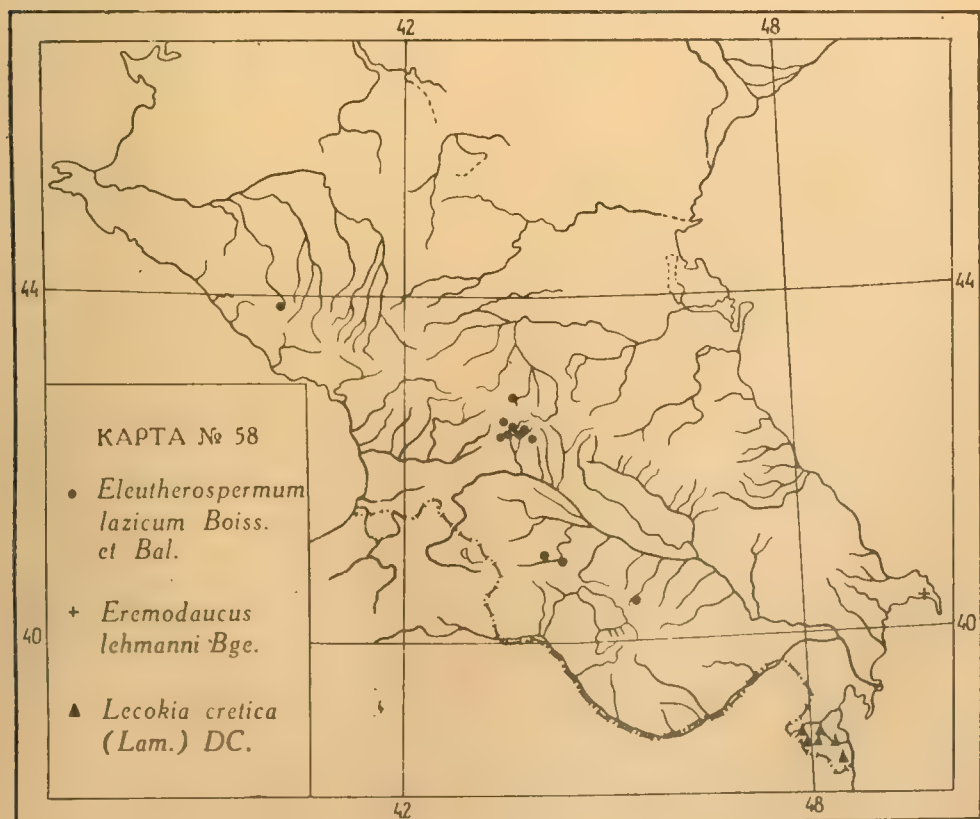 42
48
44
44
КАРТА № 58
Eleutherospermum
lazicum Boiss.
et Bal.
Eremodaucus
lehmanni Bge.
Lecokia cretica
(Lam.) DC.
40
40
42
48